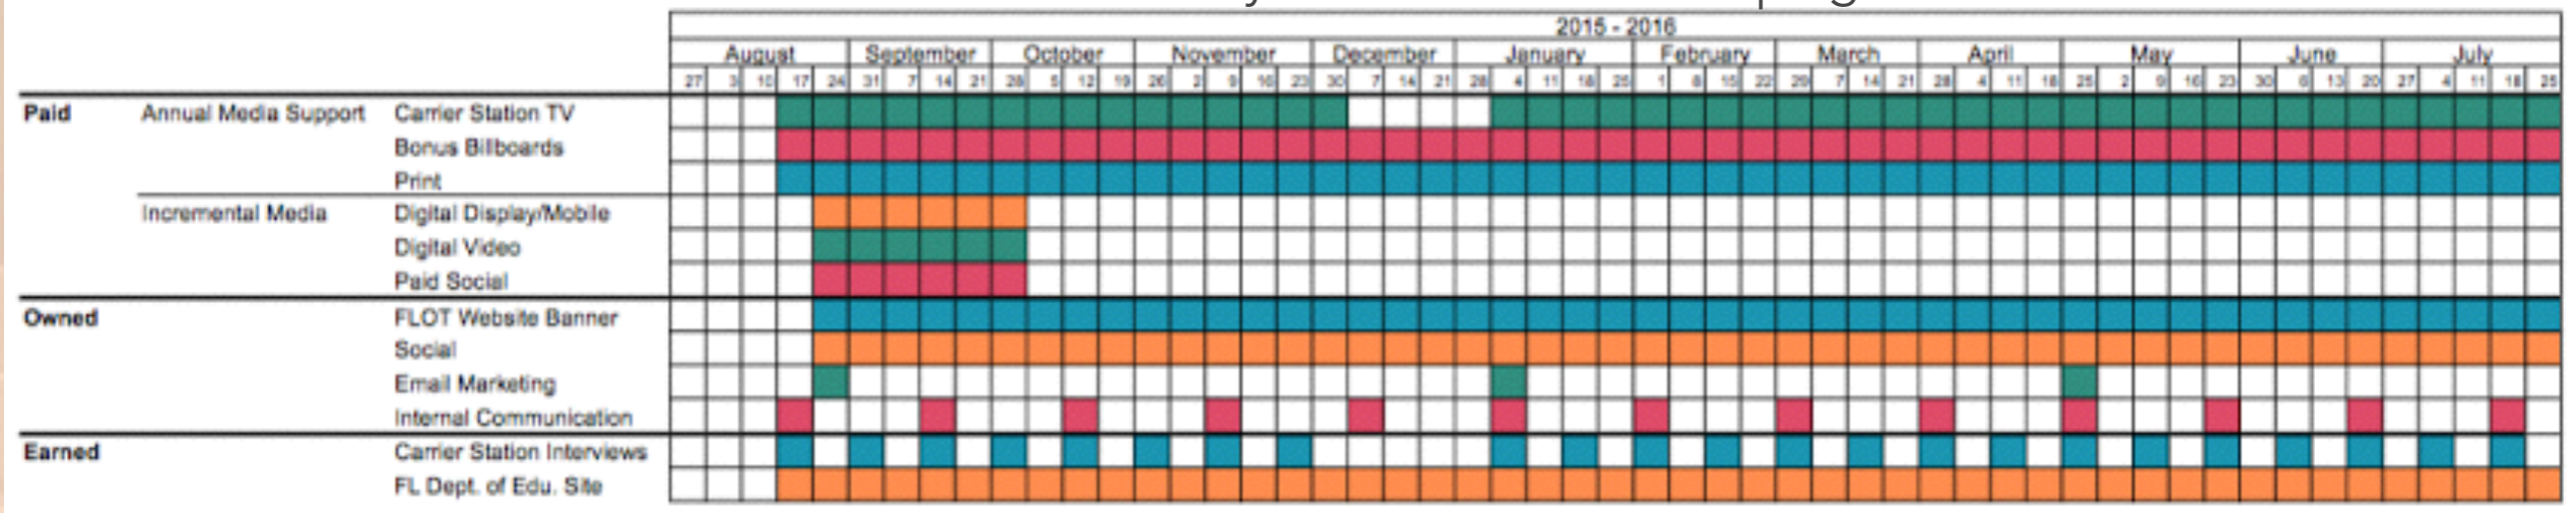 2015 - 2016
August September October November December January February March April May June July
27 3 10 17 24 31 7 14 21 28 5 12 19 26 2 9 16 23 30 7 14 21 28 4 11 18 25 1 8 15 22 29 7 14 21 28 4 11 18 25 2 9 16 23 30 6 13 20 27 4 11 18 25
Paid Annual Media Support Carrier Station TV
Bonus Billboards
Print
Incremental Media Digital Display/Mobile
Digital Video
Paid Social
Owned FLOT Website Banner
Social
Email Marketing
Internal Communication
Earned Carrier Station Interviews
FL Dept. of Edu. Site